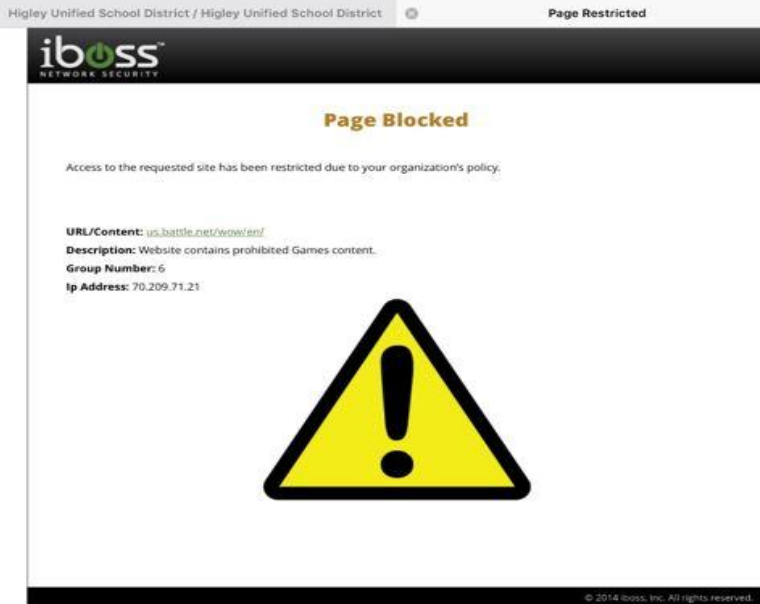 Higley Unified School District / Higley Unified School District
Page Restricted
iboss™
NETWORK SECURITY
Page Blocked
Access to the requested site has been restricted due to your organization's policy.
URL/Content: us.battle.net/wow/en/
Description: Website contains prohibited Games content.
Group Number: 6
Ip Address: 70.209.71.21
!
© 2014 iboss, Inc. All rights reserved.